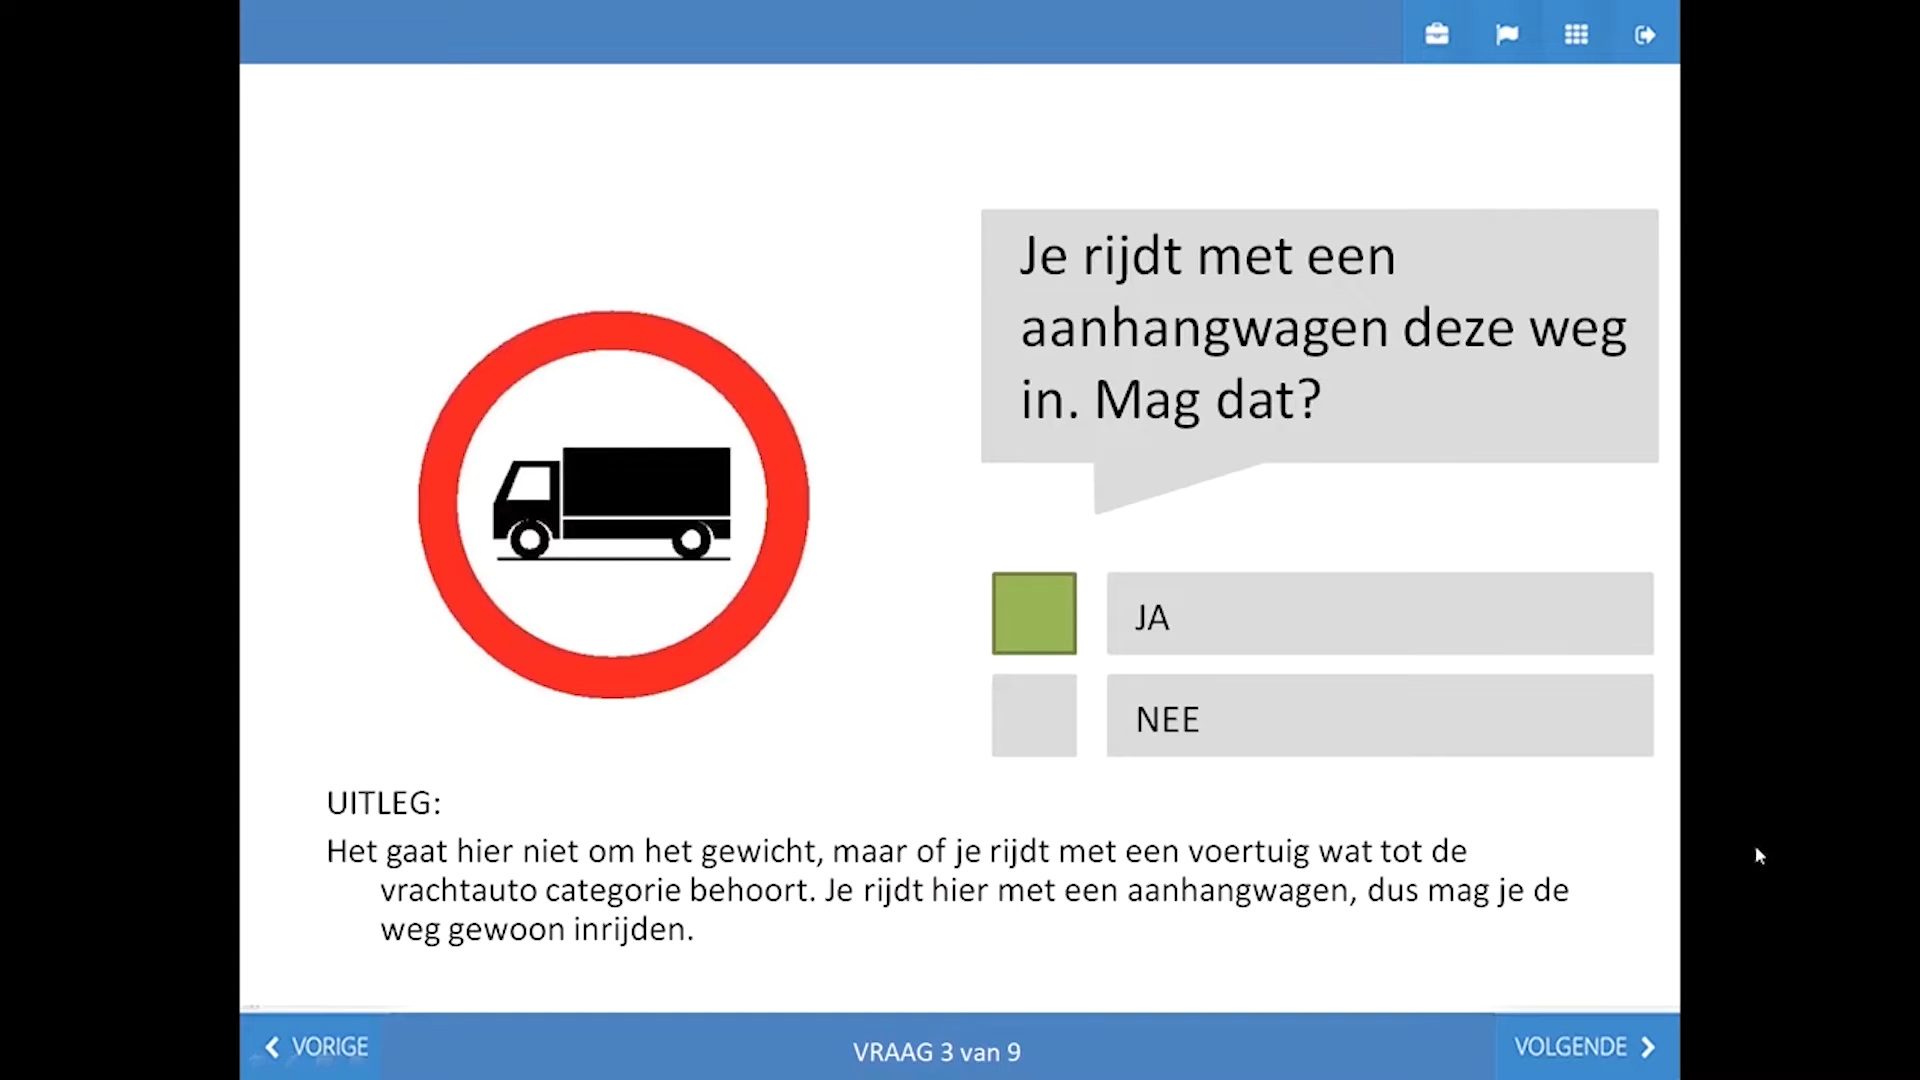 Je rijdt met een
aanhangwagen deze weg
in. Mag dat?
JA
NEE
UITLEG:
Het gaat hier niet om het gewicht, maar of je rijdt met een voertuig wat tot de
vrachtauto categorie behoort. Je rijdt hier met een aanhangwagen, dus mag je de
weg gewoon inrijden.
VORIGE
VRAAG 3 van 9
VOLGENDE